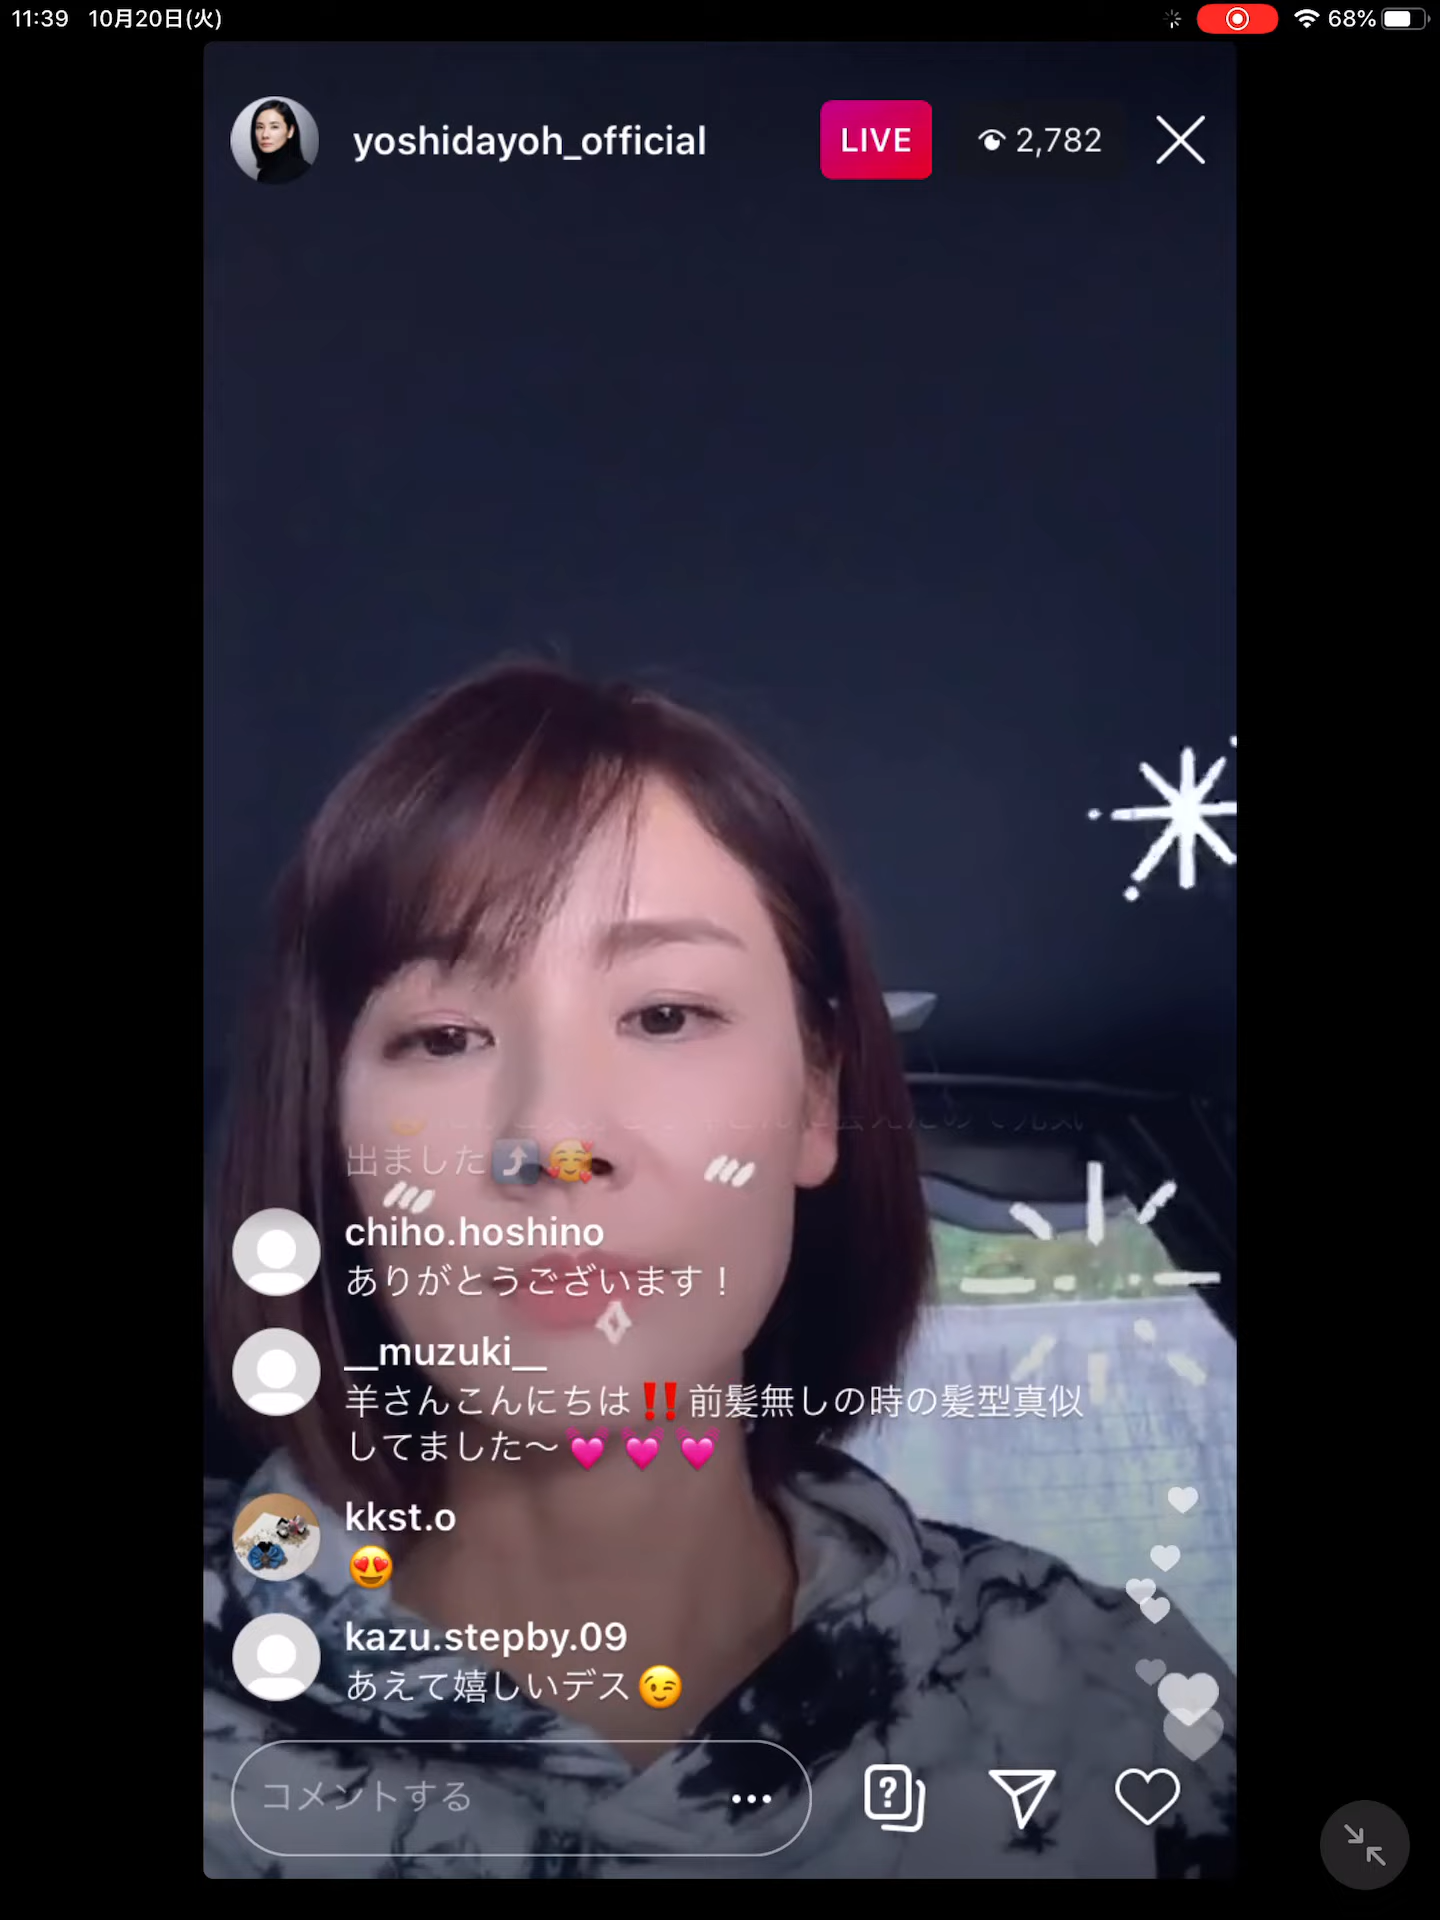 11:39 10月20日(火) 68%
yoshidayoh_official LIVE 2,782
出ました⤴️🥰
chiho.hoshino
ありがとうございます！
__muzuki__
羊さんこんにちは‼️前髪無しの時の髪型真似
してました〜💓💓💓
kkst.o
😍
kazu.stepby.09
あえて嬉しいデス😉
コメントする